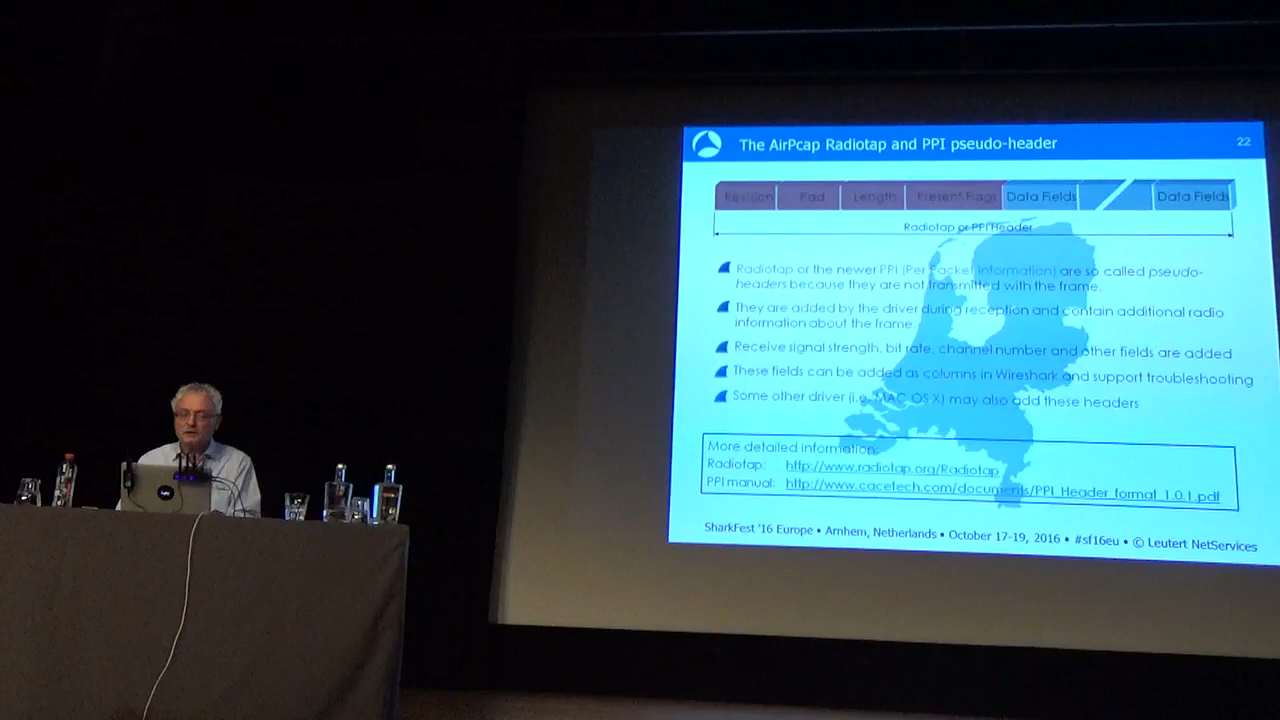 The AirPcap Radiotap and PPI pseudo-header
22
Revision Pad Length Present Flags Data Fields Data Fields
Radiotap or PPI Header
Radiotap or the newer PPI (Per Packet Information) are so called pseudo-
headers because they are not transmitted with the frame.
They are added by the driver during reception and contain additional radio
information about the frame
Receive signal strength, bit rate, channel number and other fields are added
These fields can be added as columns in Wireshark and support troubleshooting
Some other driver (i.e. MAC OS X) may also add these headers
More detailed information:
Radiotap: http://www.radiotap.org/Radiotap
PPI manual: http://www.cacetech.com/documents/PPI_Header_format_1.0.1.pdf
SharkFest '16 Europe • Arnhem, Netherlands • October 17-19, 2016 • #sf16eu • © Leutert NetServices